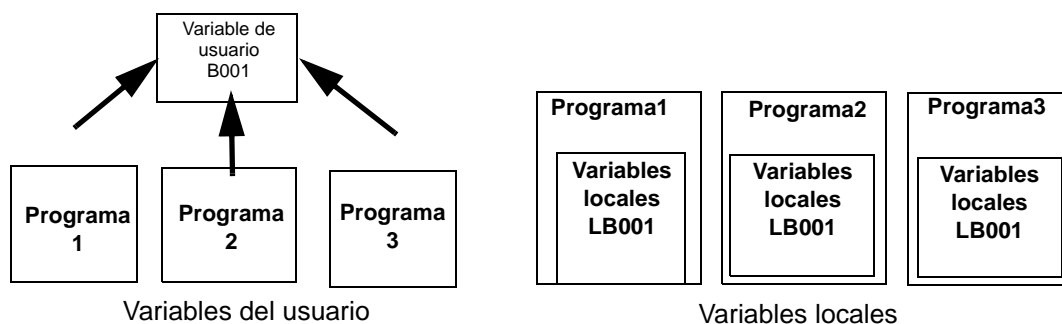 Variable de
usuario
B001
Programa
1
Programa
2
Programa
3
Variables del usuario
Programa1
Variables
locales
LB001
Programa2
Variables
locales
LB001
Programa3
Variables
locales
LB001
Variables locales